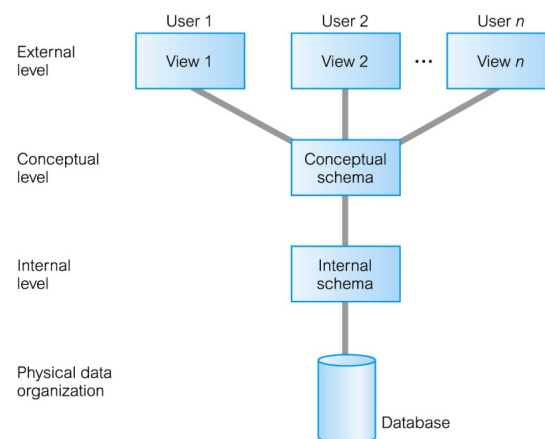 User 1
User 2
User n
External
level
View 1
View 2
...
View n
Conceptual
level
Conceptual
schema
Internal
level
Internal
schema
Physical data
organization
Database